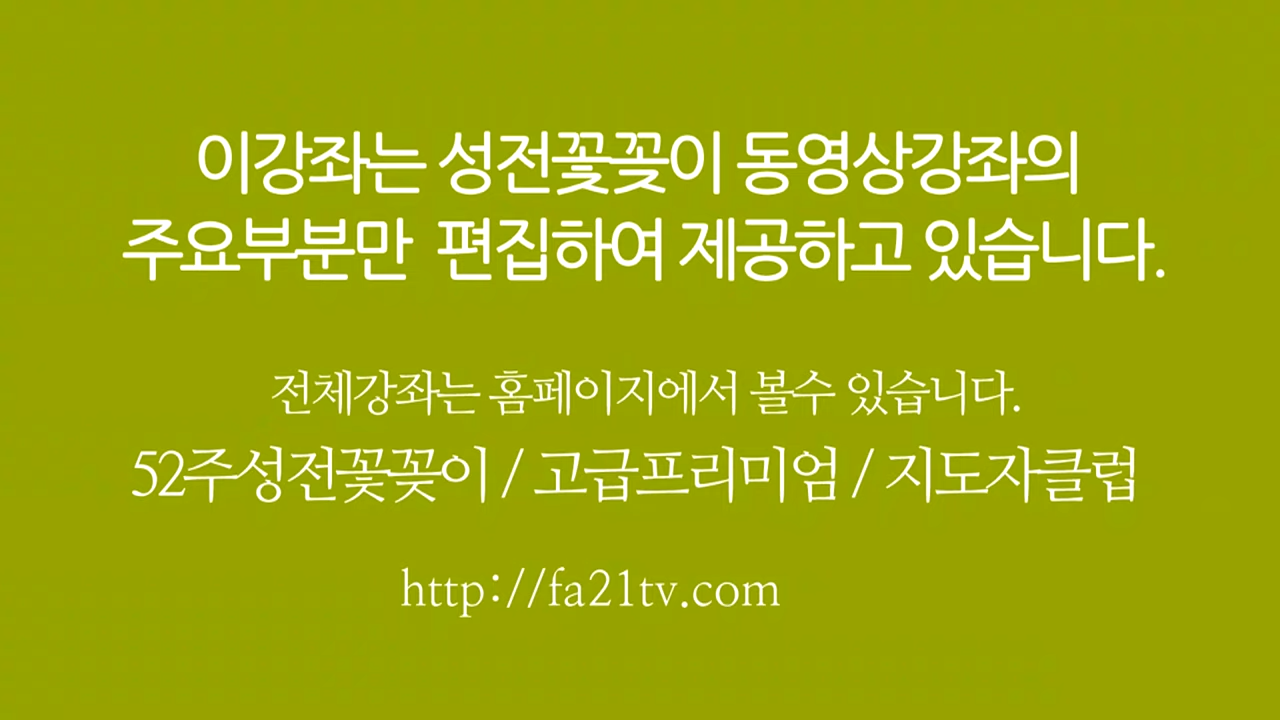 이강좌는 성전꽃꽂이 동영상강좌의
주요부분만 편집하여 제공하고 있습니다.
전체강좌는 홈페이지에서 볼수 있습니다.
52주성전꽃꽂이 / 고급프리미엄 / 지도자클럽
http://fa21tv.com